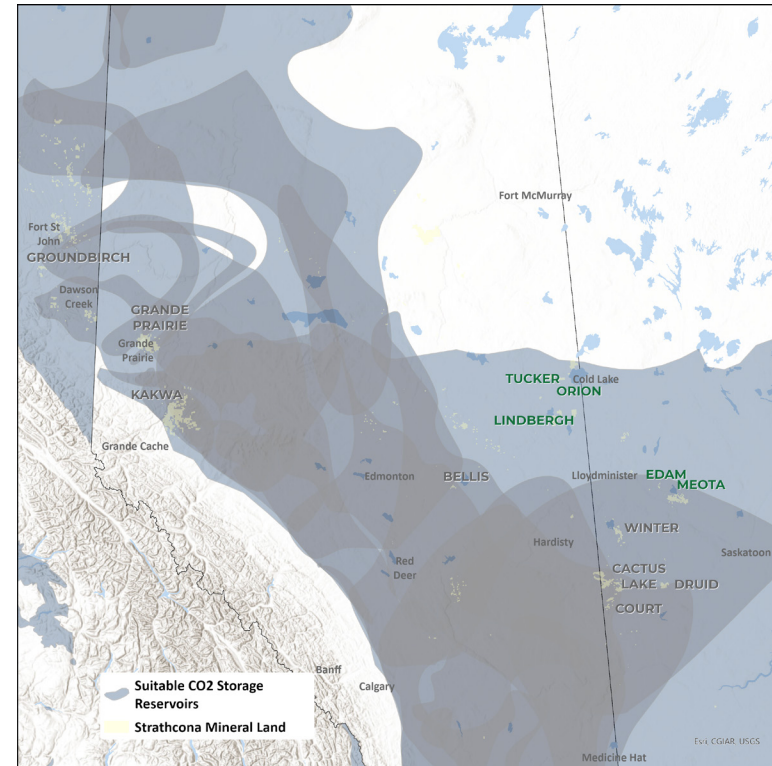 Fort McMurray
Fort St
John
GROUNDBIRCH
Dawson
Creek
GRANDE
PRAIRIE
Grande
Prairie
TUCKER
Cold Lake
ORION
KAKWA
LINDBERGH
Grande Cache
Edmonton
BELLIS
Lloydminister
EDAM
MEOTA
WINTER
Hardisty
Saskatoon
Red
Deer
CACTUS
LAKE
DRUID
COURT
Banff
Calgary
Suitable CO2 Storage
Reservoirs
Strathcona Mineral Land
Esri, CGIAR, USGS
Medicine Hat